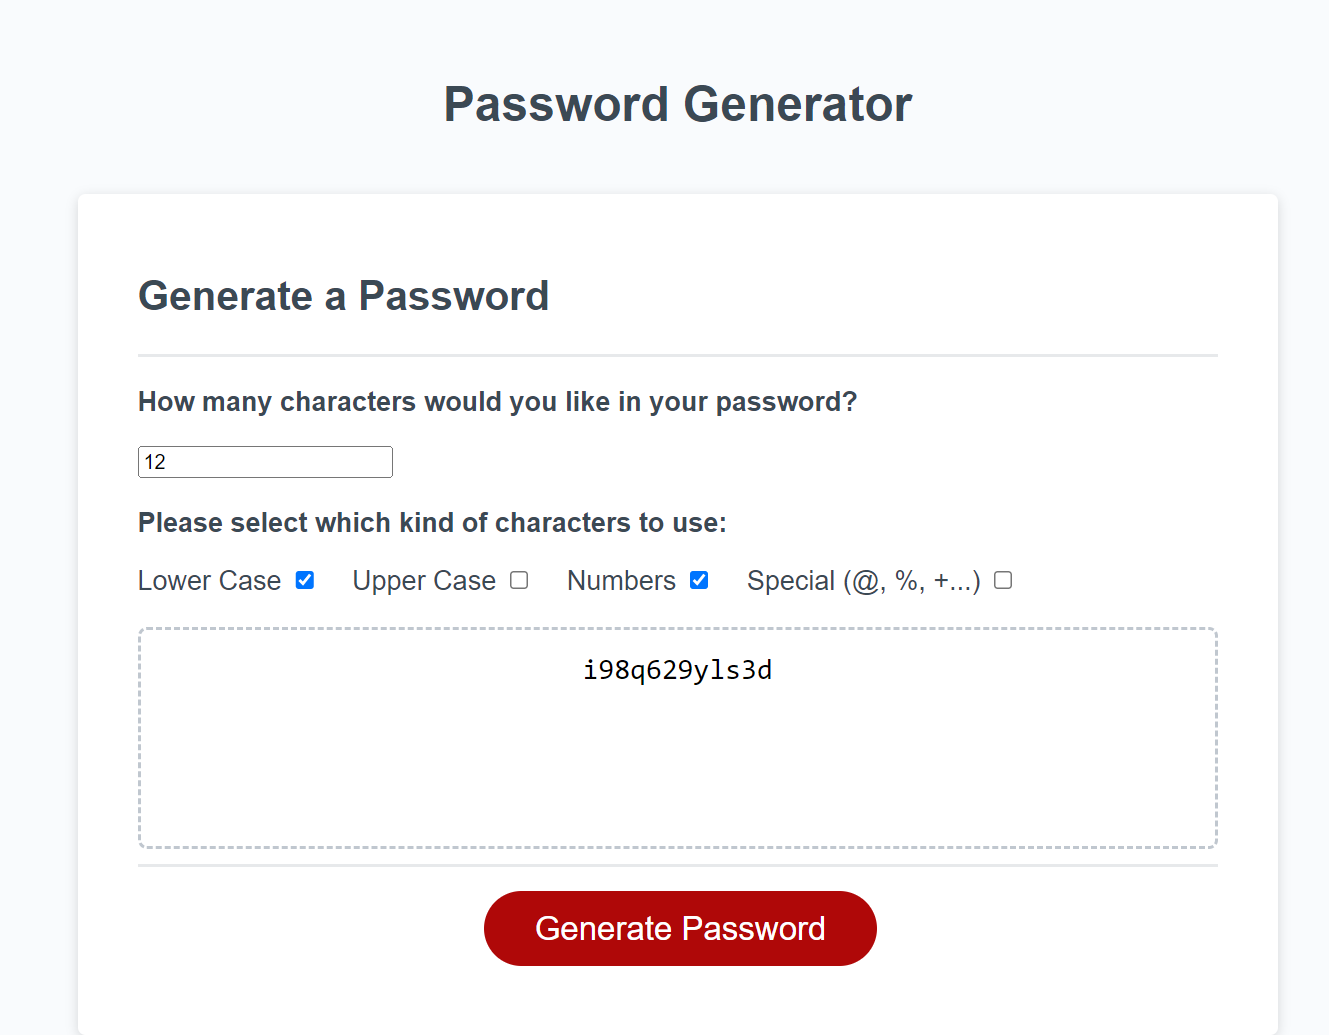 Password Generator
Generate a Password
How many characters would you like in your password?
12
Please select which kind of characters to use:
Lower Case Upper Case Numbers Special (@, %, +...)
i98q629yls3d
Generate Password